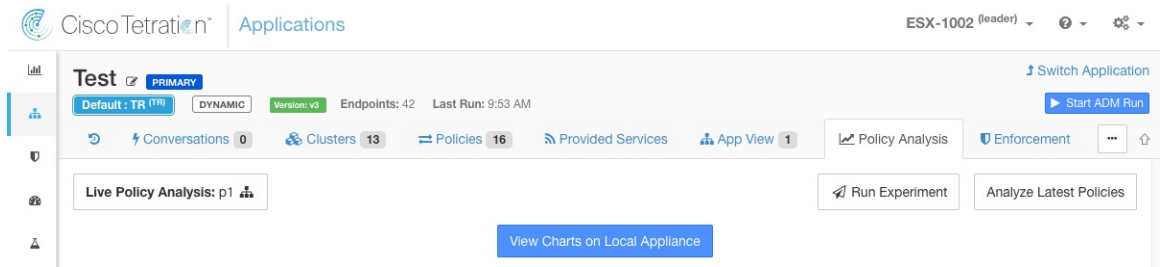 Cisco Tetration™ Applications ESX-1002 (leader)
Test PRIMARY Switch Application
Default : TR (TR) DYNAMIC Version: v3 Endpoints: 42 Last Run: 9:53 AM Start ADM Run
Conversations 0 Clusters 13 Policies 16 Provided Services App View 1 Policy Analysis Enforcement ...
Live Policy Analysis: p1 Run Experiment Analyze Latest Policies
View Charts on Local Appliance